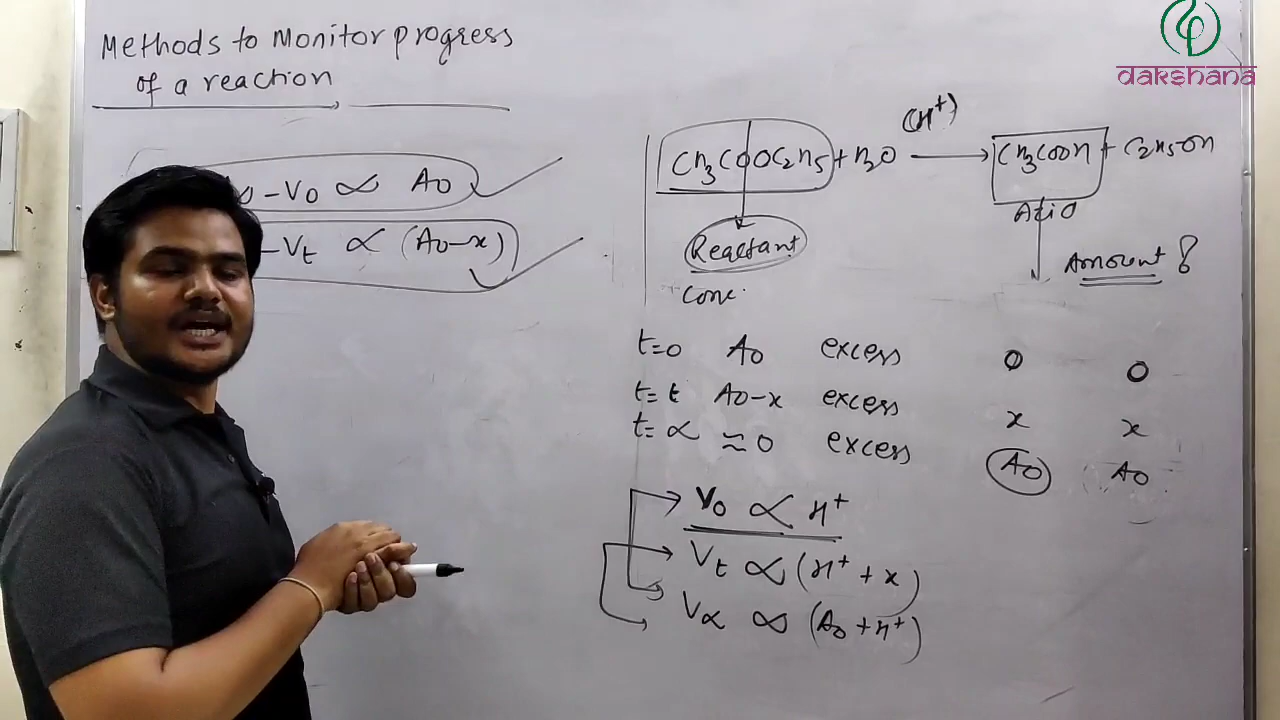 Methods to Monitor progress
of a reaction
dakshana
-V₀ ∝ A₀
-Vt ∝ (A₀-x)
(H⁺)
CH₃COOC₂H₅ + H₂O → CH₃COOH + C₂H₅OH
Reactant
Acid
Amount ?
conc.
t=0 A₀ excess 0 0
t=t A₀-x excess x x
t=∝ ≈0 excess A₀ A₀
V₀ ∝ H⁺
Vt ∝ (H⁺ + x)
V∝ ∝ (A₀ + H⁺)